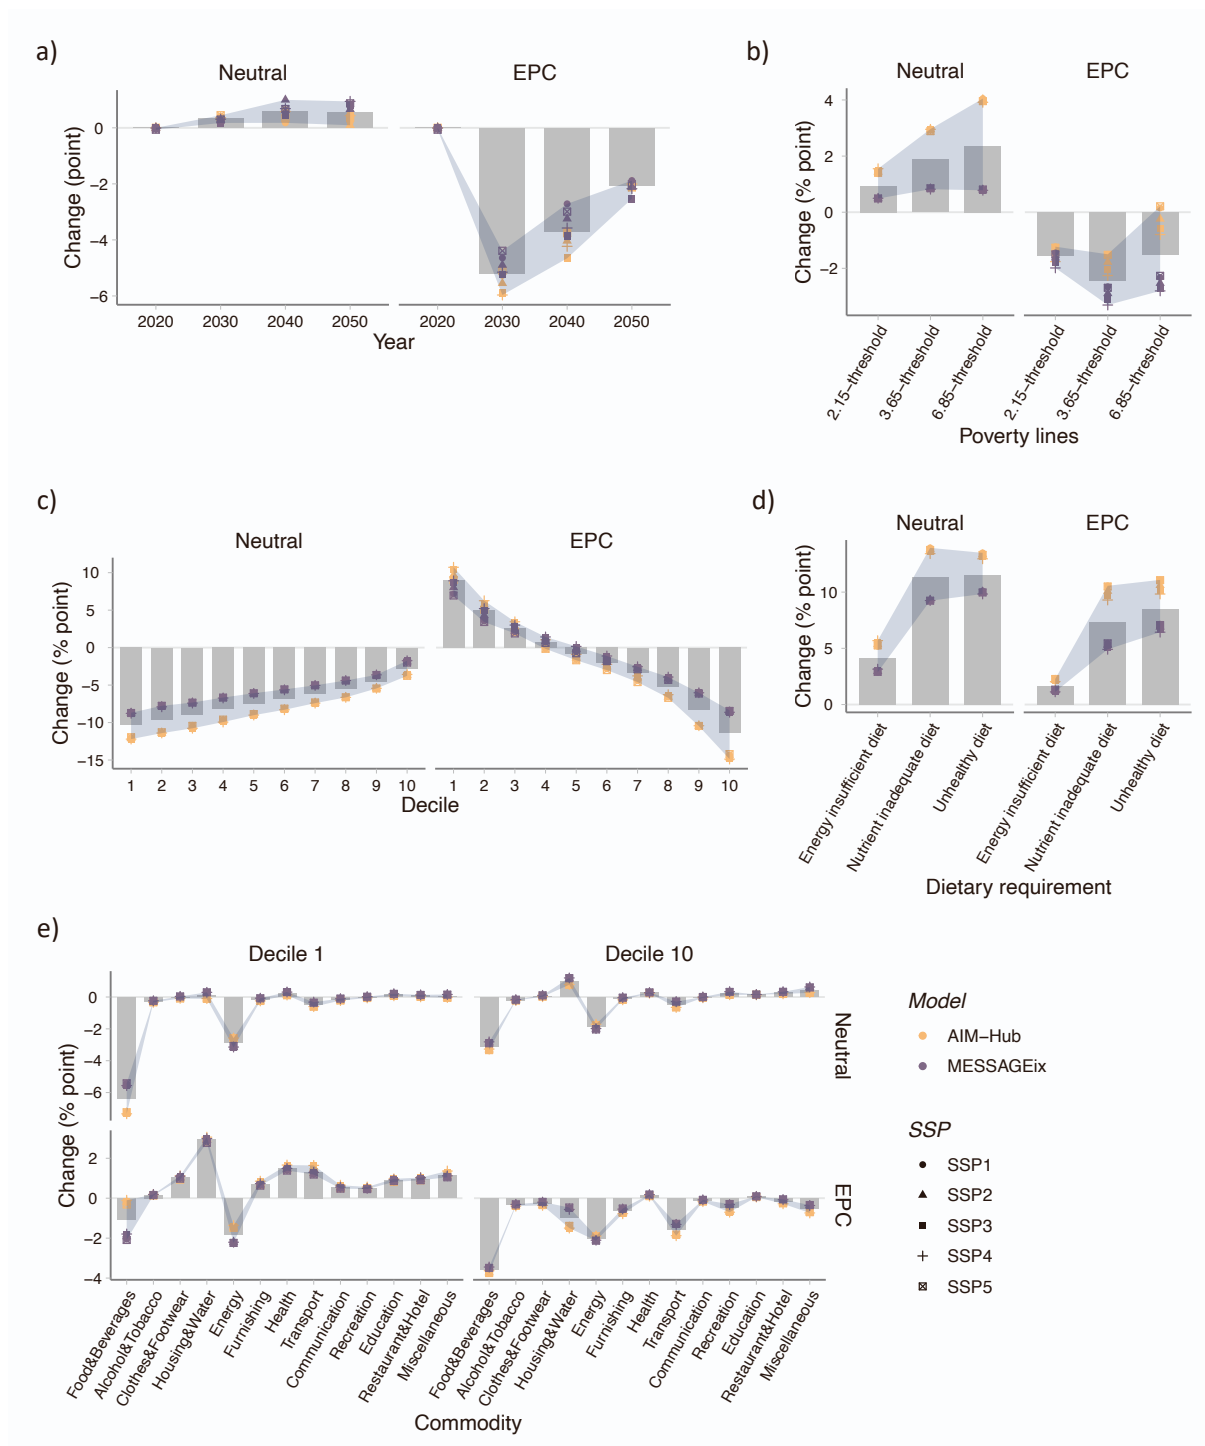 a)
Neutral
EPC
Change (point)
0
−2
−4
−6
2020 2030 2040 2050
2020 2030 2040 2050
Year
b)
Neutral
EPC
Change (% point)
4
2
0
−2
2.15−threshold
3.65−threshold
6.85−threshold
2.15−threshold
3.65−threshold
6.85−threshold
Poverty lines
c)
Neutral
EPC
Change (% point)
10
5
0
−5
−10
−15
1 2 3 4 5 6 7 8 9 10
1 2 3 4 5 6 7 8 9 10
Decile
d)
Neutral
EPC
Change (% point)
10
5
0
Energy insufficient diet
Nutrient inadequate diet
Unhealthy diet
Energy insufficient diet
Nutrient inadequate diet
Unhealthy diet
Dietary requirement
e)
Decile 1
Decile 10
Change (% point)
0
−2
−4
−6
Neutral
2
0
−2
−4
EPC
Food&Beverages
Alcohol&Tobacco
Clothes&Footwear
Housing&Water
Energy
Furnishing
Health
Transport
Communication
Recreation
Education
Restaurant&Hotel
Miscellaneous
Food&Beverages
Alcohol&Tobacco
Clothes&Footwear
Housing&Water
Energy
Furnishing
Health
Transport
Communication
Recreation
Education
Restaurant&Hotel
Miscellaneous
Commodity
Model
AIM−Hub
MESSAGEix
SSP
SSP1
SSP2
SSP3
SSP4
SSP5